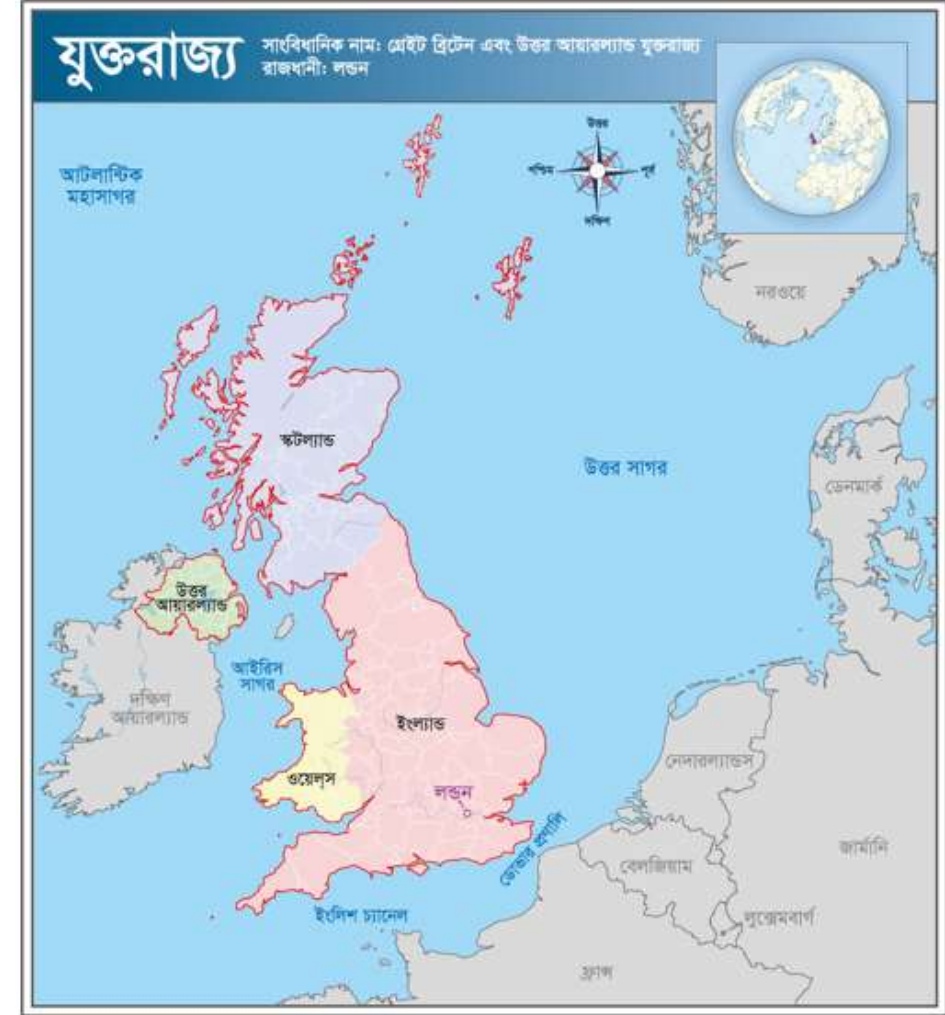 যুক্তরাজ্য
সাংবিধানিক নাম: গ্রেইট ব্রিটেন এবং উত্তর আয়ারল্যান্ড যুক্তরাজ্য
রাজধানী: লন্ডন
উত্তর
পশ্চিম
পূর্ব
দক্ষিণ
আটলান্টিক
মহাসাগর
নরওয়ে
স্কটল্যান্ড
উত্তর সাগর
ডেনমার্ক
উত্তর
আয়ারল্যান্ড
আইরিস
সাগর
দক্ষিণ
আয়ারল্যান্ড
ইংল্যান্ড
ওয়েল্‌স
লন্ড্‌ন
নেদারল্যান্ডস
ডোভার প্রণালি
বেলজিয়াম
জার্মানি
ইংলিশ চ্যানেল
লুক্সেমবার্গ
ফ্রান্স